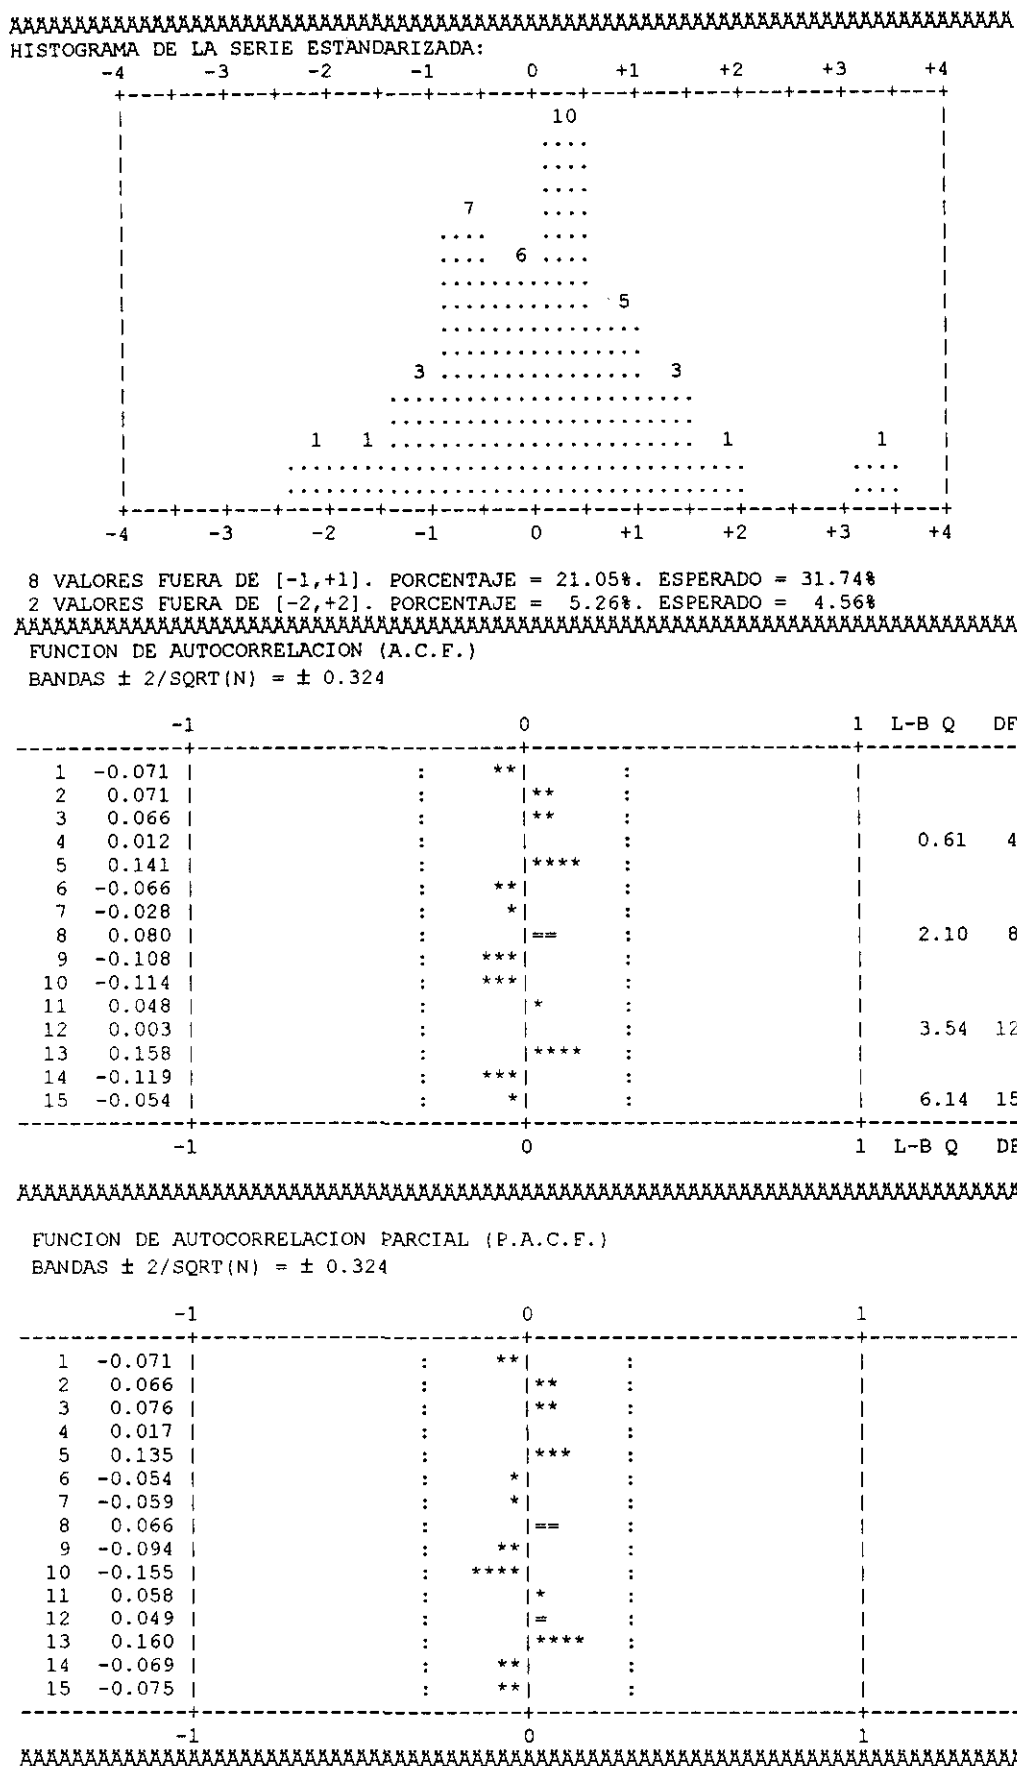 ÄÄÄÄÄÄÄÄÄÄÄÄÄÄÄÄÄÄÄÄÄÄÄÄÄÄÄÄÄÄÄÄÄÄÄÄÄÄÄÄÄÄÄÄÄÄÄÄÄÄÄÄÄÄÄÄÄÄÄÄÄÄÄÄÄÄÄÄÄÄÄÄÄÄÄÄÄ
HISTOGRAMA DE LA SERIE ESTANDARIZADA:
-4 -3 -2 -1 0 +1 +2 +3 +4
10
7
6
5
3 3
1 1 1 1
-4 -3 -2 -1 0 +1 +2 +3 +4
8 VALORES FUERA DE [-1,+1]. PORCENTAJE = 21.05%. ESPERADO = 31.74%
2 VALORES FUERA DE [-2,+2]. PORCENTAJE = 5.26%. ESPERADO = 4.56%
ÄÄÄÄÄÄÄÄÄÄÄÄÄÄÄÄÄÄÄÄÄÄÄÄÄÄÄÄÄÄÄÄÄÄÄÄÄÄÄÄÄÄÄÄÄÄÄÄÄÄÄÄÄÄÄÄÄÄÄÄÄÄÄÄÄÄÄÄÄÄÄÄÄÄÄÄÄ
FUNCION DE AUTOCORRELACION (A.C.F.)
BANDAS ± 2/SQRT(N) = ± 0.324
-1 0 1 L-B Q DF
1 -0.071 | : **| : |
2 0.071 | : |** : |
3 0.066 | : |** : |
4 0.012 | : | : | 0.61 4
5 0.141 | : |**** : |
6 -0.066 | : **| : |
7 -0.028 | : *| : |
8 0.080 | : |== : | 2.10 8
9 -0.108 | : ***| : |
10 -0.114 | : ***| : |
11 0.048 | : |* : |
12 0.003 | : | : | 3.54 12
13 0.158 | : |**** : |
14 -0.119 | : ***| : |
15 -0.054 | : *| : | 6.14 15
-1 0 1 L-B Q DF
ÄÄÄÄÄÄÄÄÄÄÄÄÄÄÄÄÄÄÄÄÄÄÄÄÄÄÄÄÄÄÄÄÄÄÄÄÄÄÄÄÄÄÄÄÄÄÄÄÄÄÄÄÄÄÄÄÄÄÄÄÄÄÄÄÄÄÄÄÄÄÄÄÄÄÄÄÄ
FUNCION DE AUTOCORRELACION PARCIAL (P.A.C.F.)
BANDAS ± 2/SQRT(N) = ± 0.324
-1 0 1
1 -0.071 | : **| : |
2 0.066 | : |** : |
3 0.076 | : |** : |
4 0.017 | : | : |
5 0.135 | : |*** : |
6 -0.054 | : *| : |
7 -0.059 | : *| : |
8 0.066 | : |== : |
9 -0.094 | : **| : |
10 -0.155 | : ****| : |
11 0.058 | : |* : |
12 0.049 | : |= : |
13 0.160 | : |**** : |
14 -0.069 | : **| : |
15 -0.075 | : **| : |
-1 0 1
ÄÄÄÄÄÄÄÄÄÄÄÄÄÄÄÄÄÄÄÄÄÄÄÄÄÄÄÄÄÄÄÄÄÄÄÄÄÄÄÄÄÄÄÄÄÄÄÄÄÄÄÄÄÄÄÄÄÄÄÄÄÄÄÄÄÄÄÄÄÄÄÄÄÄÄÄÄ